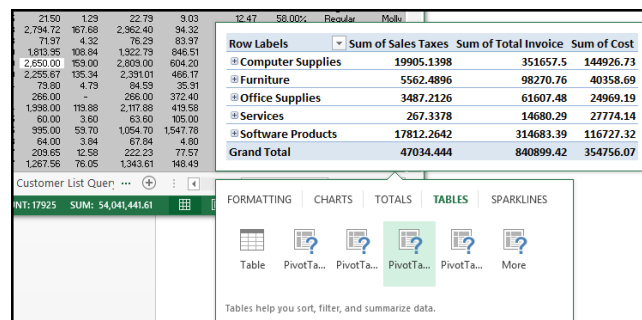 21.50 1.29 22.79 9.03 12.47 58.00% Regular Molly
2,794.72 167.68 2,962.40 94.32
71.97 4.32 76.29 83.97
1,813.95 108.84 1,922.79 846.51
2,650.00 159.00 2,809.00 604.20
2,255.67 135.34 2,391.01 466.17
79.80 4.79 84.59 35.91
266.00 - 266.00 372.40
1,998.00 119.88 2,117.88 419.58
60.00 3.60 63.60 105.00
995.00 59.70 1,054.70 1,547.78
64.00 3.84 67.84 4.80
209.65 12.58 222.23 77.57
1,267.56 76.05 1,343.61 148.49
Row Labels Sum of Sales Taxes Sum of Total Invoice Sum of Cost
Computer Supplies 19905.1398 351657.5 144926.73
Furniture 5562.4896 98270.76 40358.69
Office Supplies 3487.2126 61607.48 24969.19
Services 267.3378 14680.29 27774.14
Software Products 17812.2642 314683.39 116727.32
Grand Total 47034.444 840899.42 354756.07
Customer List Query ...
NT: 17925 SUM: 54,041,441.61
FORMATTING CHARTS TOTALS TABLES SPARKLINES
Table PivotTa... PivotTa... PivotTa... PivotTa... More
Tables help you sort, filter, and summarize data.